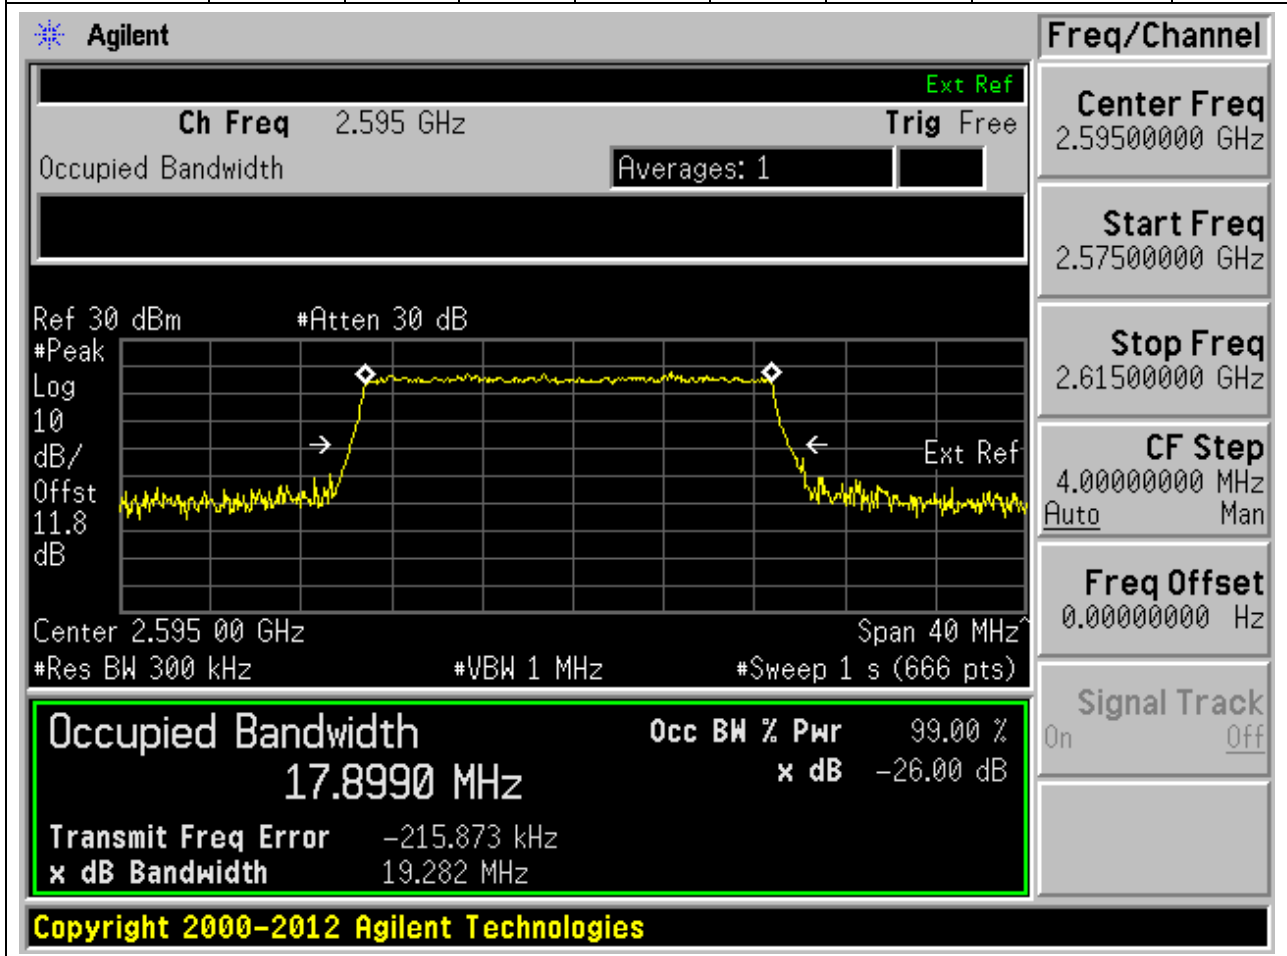 Agilent
Freq/Channel
Ext Ref
Ch Freq 2.595 GHz Trig Free
Occupied Bandwidth Averages: 1
Center Freq
2.59500000 GHz
Start Freq
2.57500000 GHz
Stop Freq
2.61500000 GHz
CF Step
4.00000000 MHz
Auto Man
Freq Offset
0.00000000 Hz
Signal Track
On Off
Ref 30 dBm #Atten 30 dB
#Peak
Log
10
dB/
Offst
11.8
dB
Ext Ref
Center 2.595 00 GHz Span 40 MHz^
#Res BW 300 kHz #VBW 1 MHz #Sweep 1 s (666 pts)
Occupied Bandwidth
17.8990 MHz
Occ BW % Pwr 99.00 %
x dB -26.00 dB
Transmit Freq Error -215.873 kHz
x dB Bandwidth 19.282 MHz
Copyright 2000-2012 Agilent Technologies